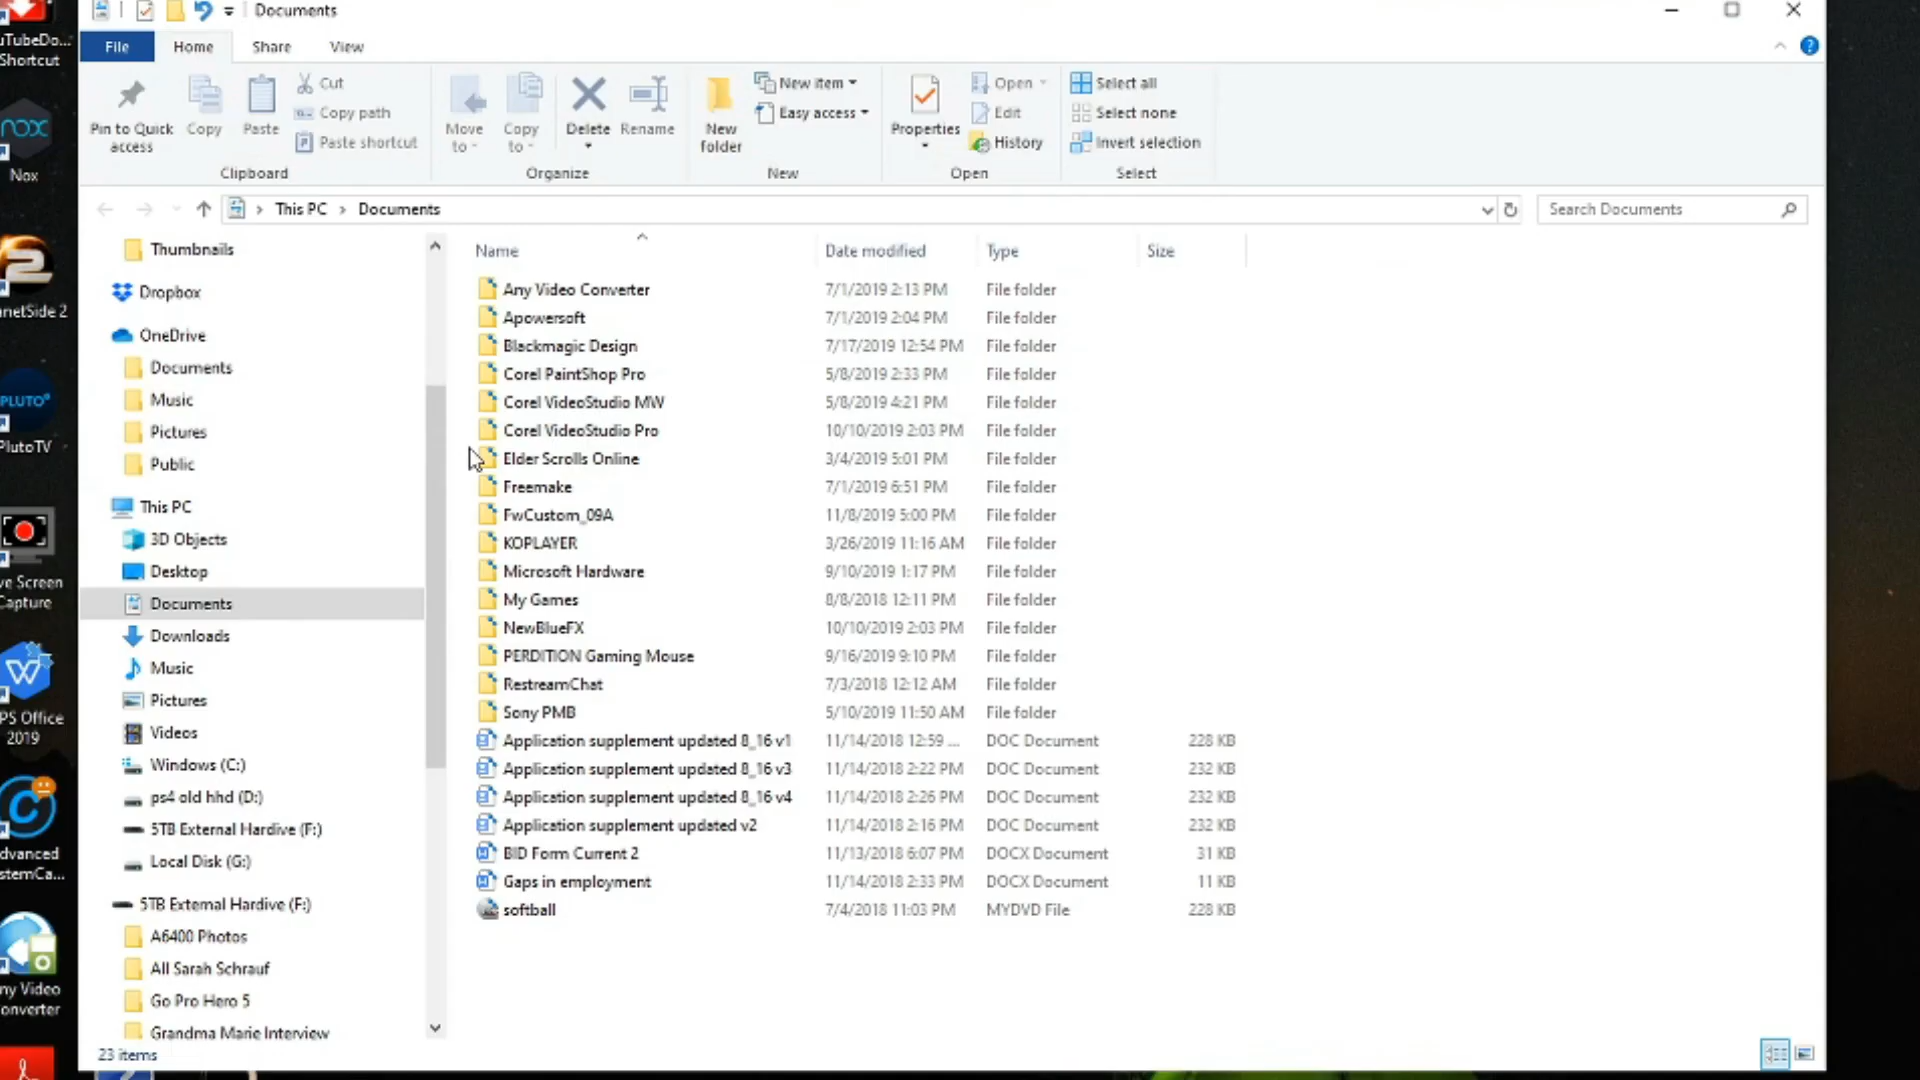 Documents
File Home Share View
Pin to Quick access
Copy
Paste
Cut
Copy path
Paste shortcut
Clipboard
Move to
Copy to
Delete
Rename
Organize
New folder
New item
Easy access
New
Properties
Open
Edit
History
Open
Select all
Select none
Invert selection
Select
This PC > Documents
Search Documents
Thumbnails
Dropbox
OneDrive
Documents
Music
Pictures
Public
This PC
3D Objects
Desktop
Documents
Downloads
Music
Pictures
Videos
Windows (C:)
ps4 old hhd (D:)
5TB External Hardive (F:)
Local Disk (G:)
5TB External Hardive (F:)
A6400 Photos
All Sarah Schrauf
Go Pro Hero 5
Grandma Marie Interview
Name Date modified Type Size
Any Video Converter 7/1/2019 2:13 PM File folder
Apowersoft 7/1/2019 2:04 PM File folder
Blackmagic Design 7/17/2019 12:54 PM File folder
Corel PaintShop Pro 5/8/2019 2:33 PM File folder
Corel VideoStudio MW 5/8/2019 4:21 PM File folder
Corel VideoStudio Pro 10/10/2019 2:03 PM File folder
Elder Scrolls Online 3/4/2019 5:01 PM File folder
Freemake 7/1/2019 6:51 PM File folder
FwCustom_09A 11/8/2019 5:00 PM File folder
KOPLAYER 3/26/2019 11:16 AM File folder
Microsoft Hardware 9/10/2019 1:17 PM File folder
My Games 8/8/2018 12:11 PM File folder
NewBlueFX 10/10/2019 2:03 PM File folder
PERDITION Gaming Mouse 9/16/2019 9:10 PM File folder
RestreamChat 7/3/2018 12:12 AM File folder
Sony PMB 5/10/2019 11:50 AM File folder
Application supplement updated 8_16 v1 11/14/2018 12:59 ... DOC Document 228 KB
Application supplement updated 8_16 v3 11/14/2018 2:22 PM DOC Document 232 KB
Application supplement updated 8_16 v4 11/14/2018 2:26 PM DOC Document 232 KB
Application supplement updated v2 11/14/2018 2:16 PM DOC Document 232 KB
BID Form Current 2 11/13/2018 6:07 PM DOCX Document 31 KB
Gaps in employment 11/14/2018 2:33 PM DOCX Document 11 KB
softball 7/4/2018 11:03 PM MYDVD File 228 KB
23 items
uTubeDo...
Shortcut
nox
Nox
2
netSide 2
PLUTO
PlutoTV
ve Screen
Capture
W
PS Office
2019
dvanced
stemCa...
ny Video
onverter